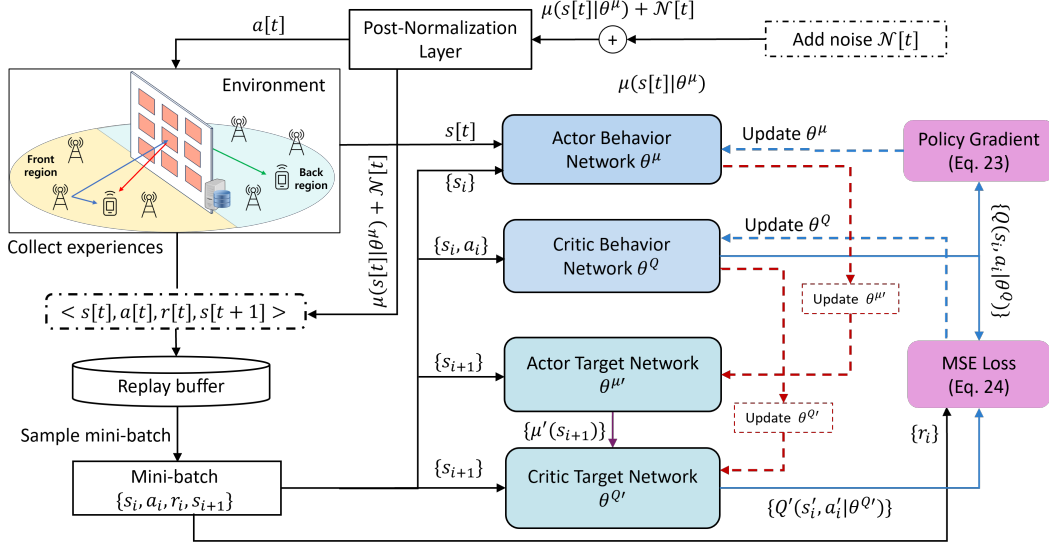 μ(s[t]|θ^μ) + 𝒩[t]
a[t]
Post-Normalization
Layer
+
Add noise 𝒩[t]
Environment
μ(s[t]|θ^μ)
Front
region
Back
region
s[t]
{s_i}
Actor Behavior
Network θ^μ
Update θ^μ
Policy Gradient
(Eq. 23)
Collect experiences
μ(s[t]|θ^μ) + 𝒩[t]
{s_i, a_i}
Critic Behavior
Network θ^Q
Update θ^Q
{Q(s_i, a_i|θ^Q)}
< s[t], a[t], r[t], s[t + 1] >
Update θ^μ′
Replay buffer
{s_{i+1}}
Actor Target Network
θ^μ′
MSE Loss
(Eq. 24)
Update θ^Q′
Sample mini-batch
{μ′(s_{i+1})}
{r_i}
Mini-batch
{s_i, a_i, r_i, s_{i+1}}
{s_{i+1}}
Critic Target Network
θ^Q′
{Q′(s′_i, a′_i|θ^Q′)}